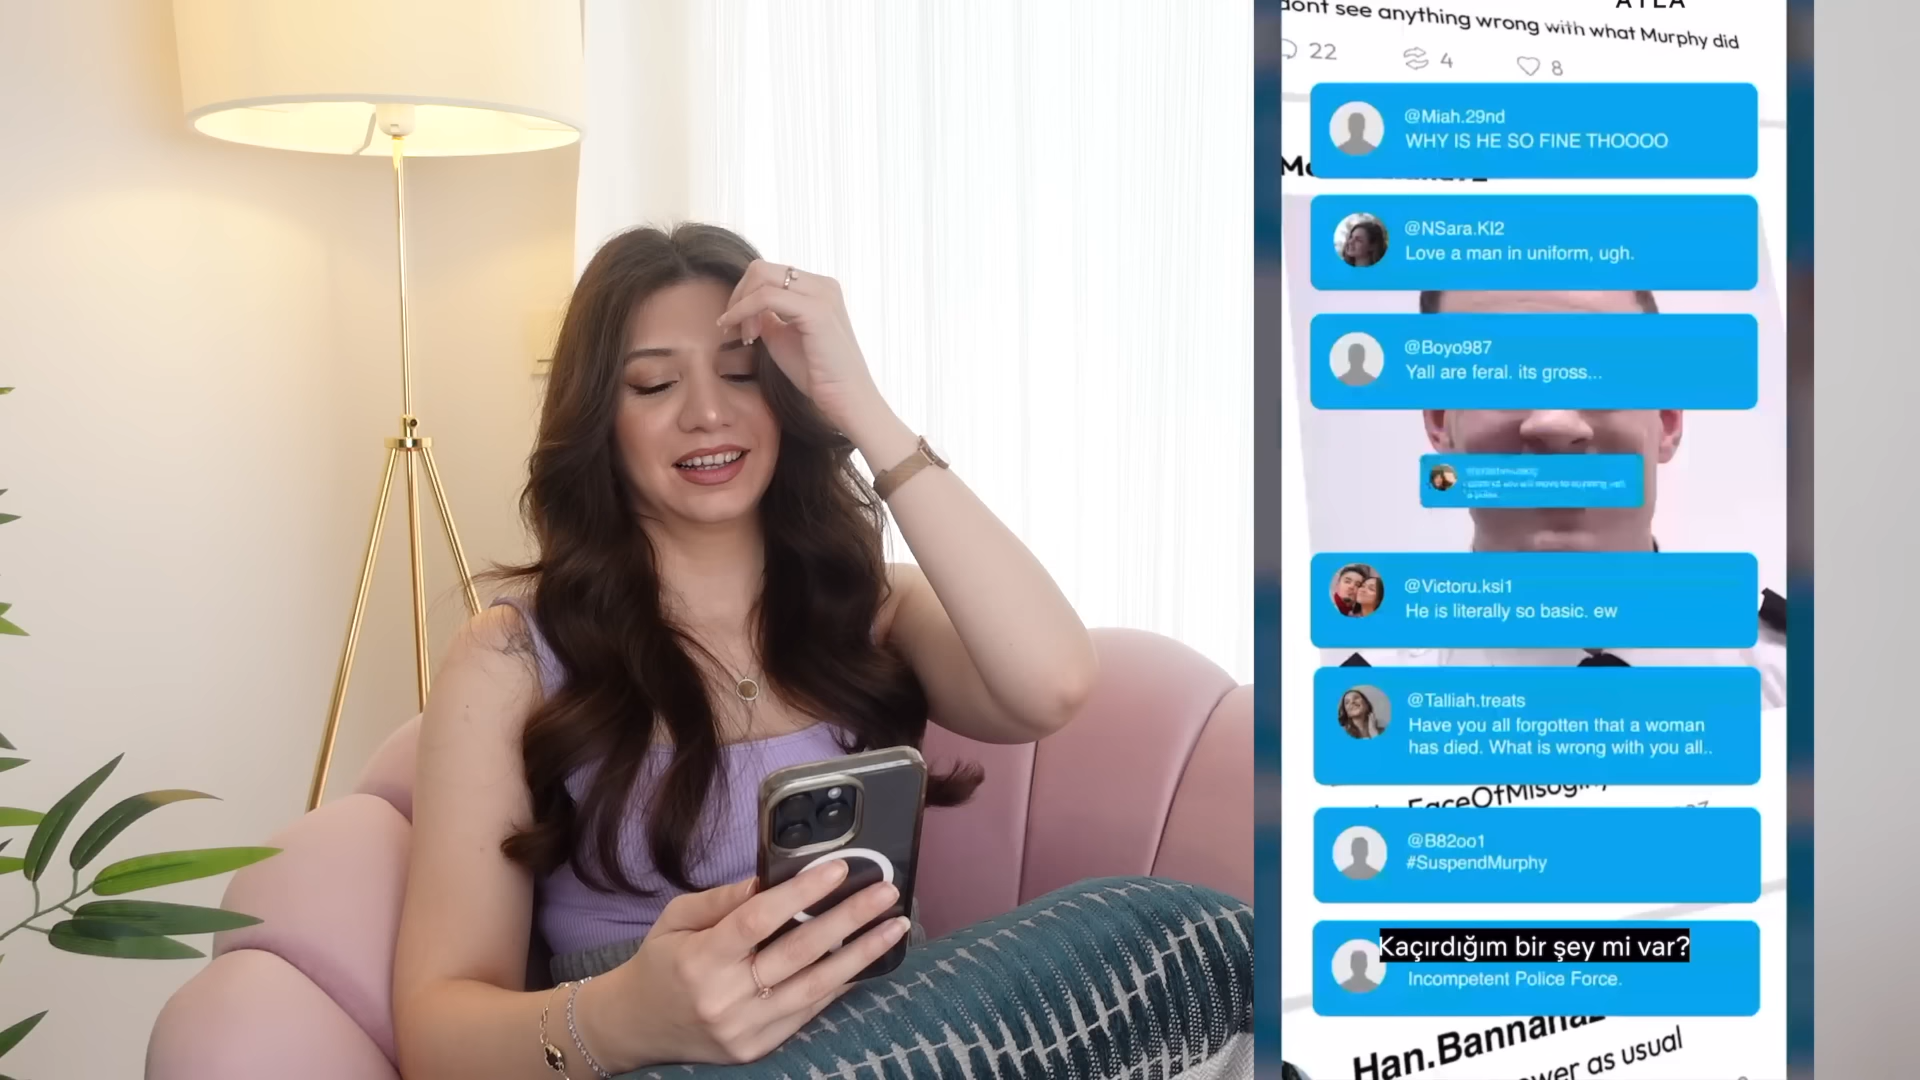 AYLA
dont see anything wrong with what Murphy did
22
4
8
@Miah.29nd
WHY IS HE SO FINE THOOOO
@NSara.KI2
Love a man in uniform, ugh.
@Boyo987
Yall are feral. its gross...
@Victoru.ksi1
He is literally so basic. ew
@Talliah.treats
Have you all forgotten that a woman
has died. What is wrong with you all..
FaceOfMisogyny
@B82oo1
#SuspendMurphy
Kaçırdığım bir şey mi var?
Incompetent Police Force.
as usual